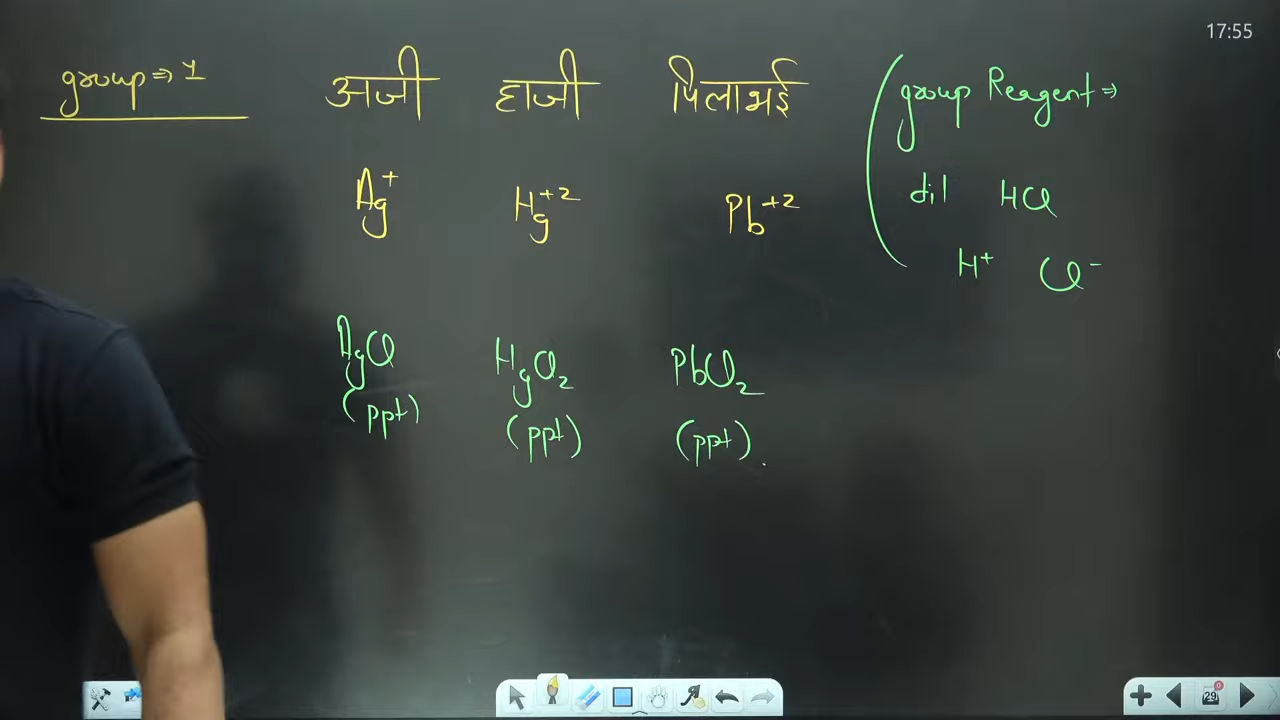 17:55
group ⇒ 1
अजी हाजी पिलाभई
Ag⁺ Hg⁺² Pb⁺²
group Reagent ⇒
dil HCl
H⁺ Cl⁻
AgCl HgCl₂ PbCl₂
(ppt) (ppt) (ppt).
29